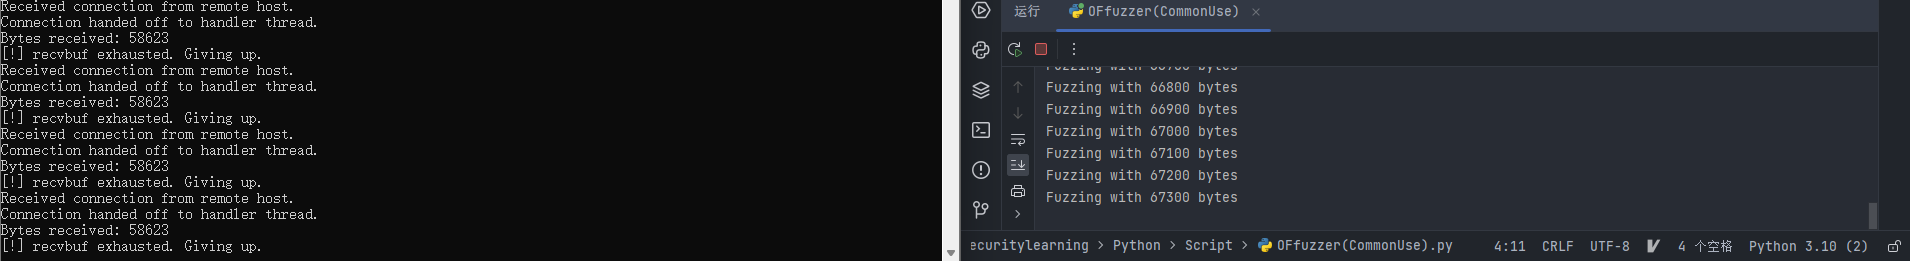 Received connection from remote host.
Connection handed off to handler thread.
Bytes received: 58623
[!] recvbuf exhausted. Giving up.
Received connection from remote host.
Connection handed off to handler thread.
Bytes received: 58623
[!] recvbuf exhausted. Giving up.
Received connection from remote host.
Connection handed off to handler thread.
Bytes received: 58623
[!] recvbuf exhausted. Giving up.
Received connection from remote host.
Connection handed off to handler thread.
Bytes received: 58623
[!] recvbuf exhausted. Giving up.
运行 OFfuzzer(CommonUse) ×
Fuzzing with 66700 bytes
Fuzzing with 66800 bytes
Fuzzing with 66900 bytes
Fuzzing with 67000 bytes
Fuzzing with 67100 bytes
Fuzzing with 67200 bytes
Fuzzing with 67300 bytes
ecuritylearning > Python > Script > OFfuzzer(CommonUse).py 4:11 CRLF UTF-8 4 个空格 Python 3.10 (2)